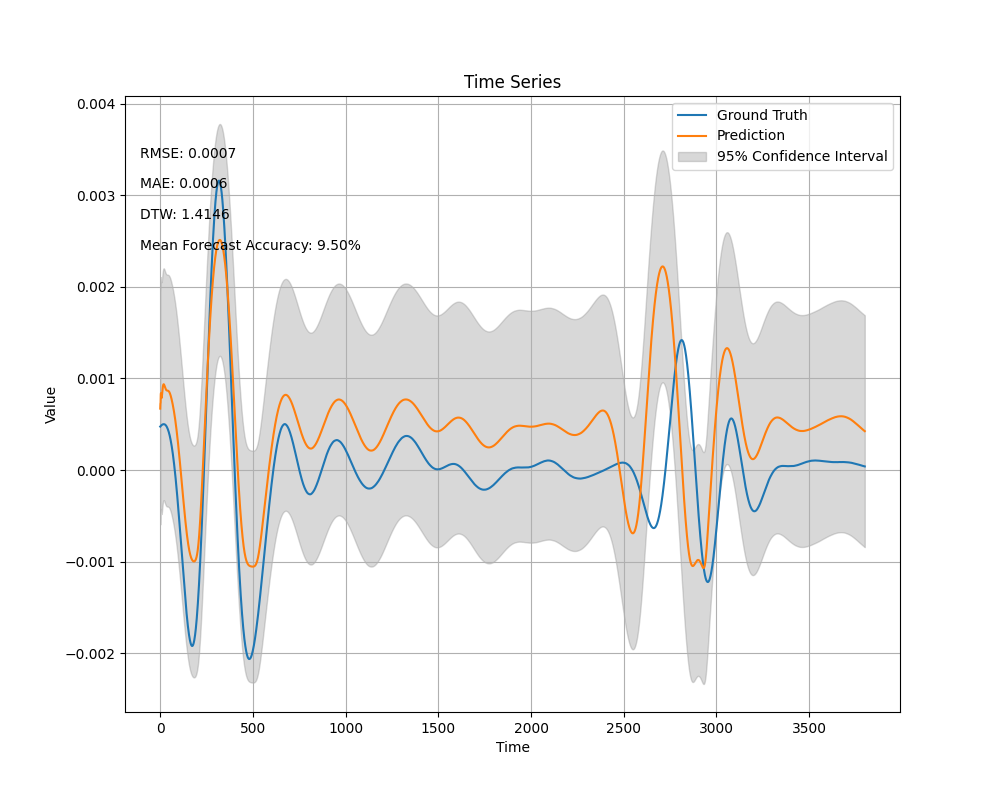 Time Series
0.004
0.003
0.002
0.001
0.000
−0.001
−0.002
Value
RMSE: 0.0007
MAE: 0.0006
DTW: 1.4146
Mean Forecast Accuracy: 9.50%
Ground Truth
Prediction
95% Confidence Interval
0 500 1000 1500 2000 2500 3000 3500
Time